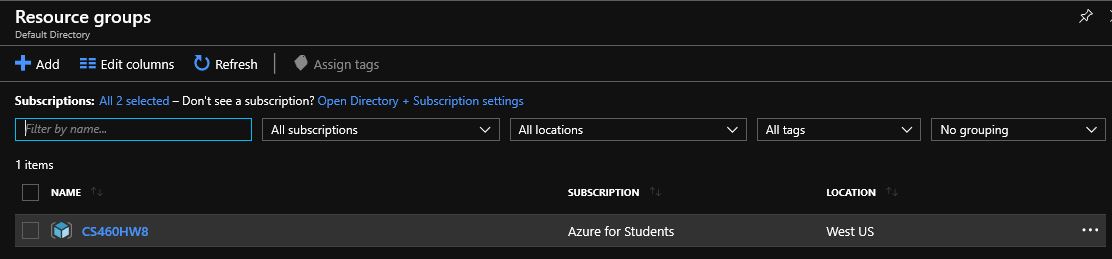 Resource groups
Default Directory
Add Edit columns Refresh Assign tags
Subscriptions: All 2 selected – Don't see a subscription? Open Directory + Subscription settings
Filter by name... All subscriptions All locations All tags No grouping
1 items
NAME SUBSCRIPTION LOCATION
CS460HW8 Azure for Students West US